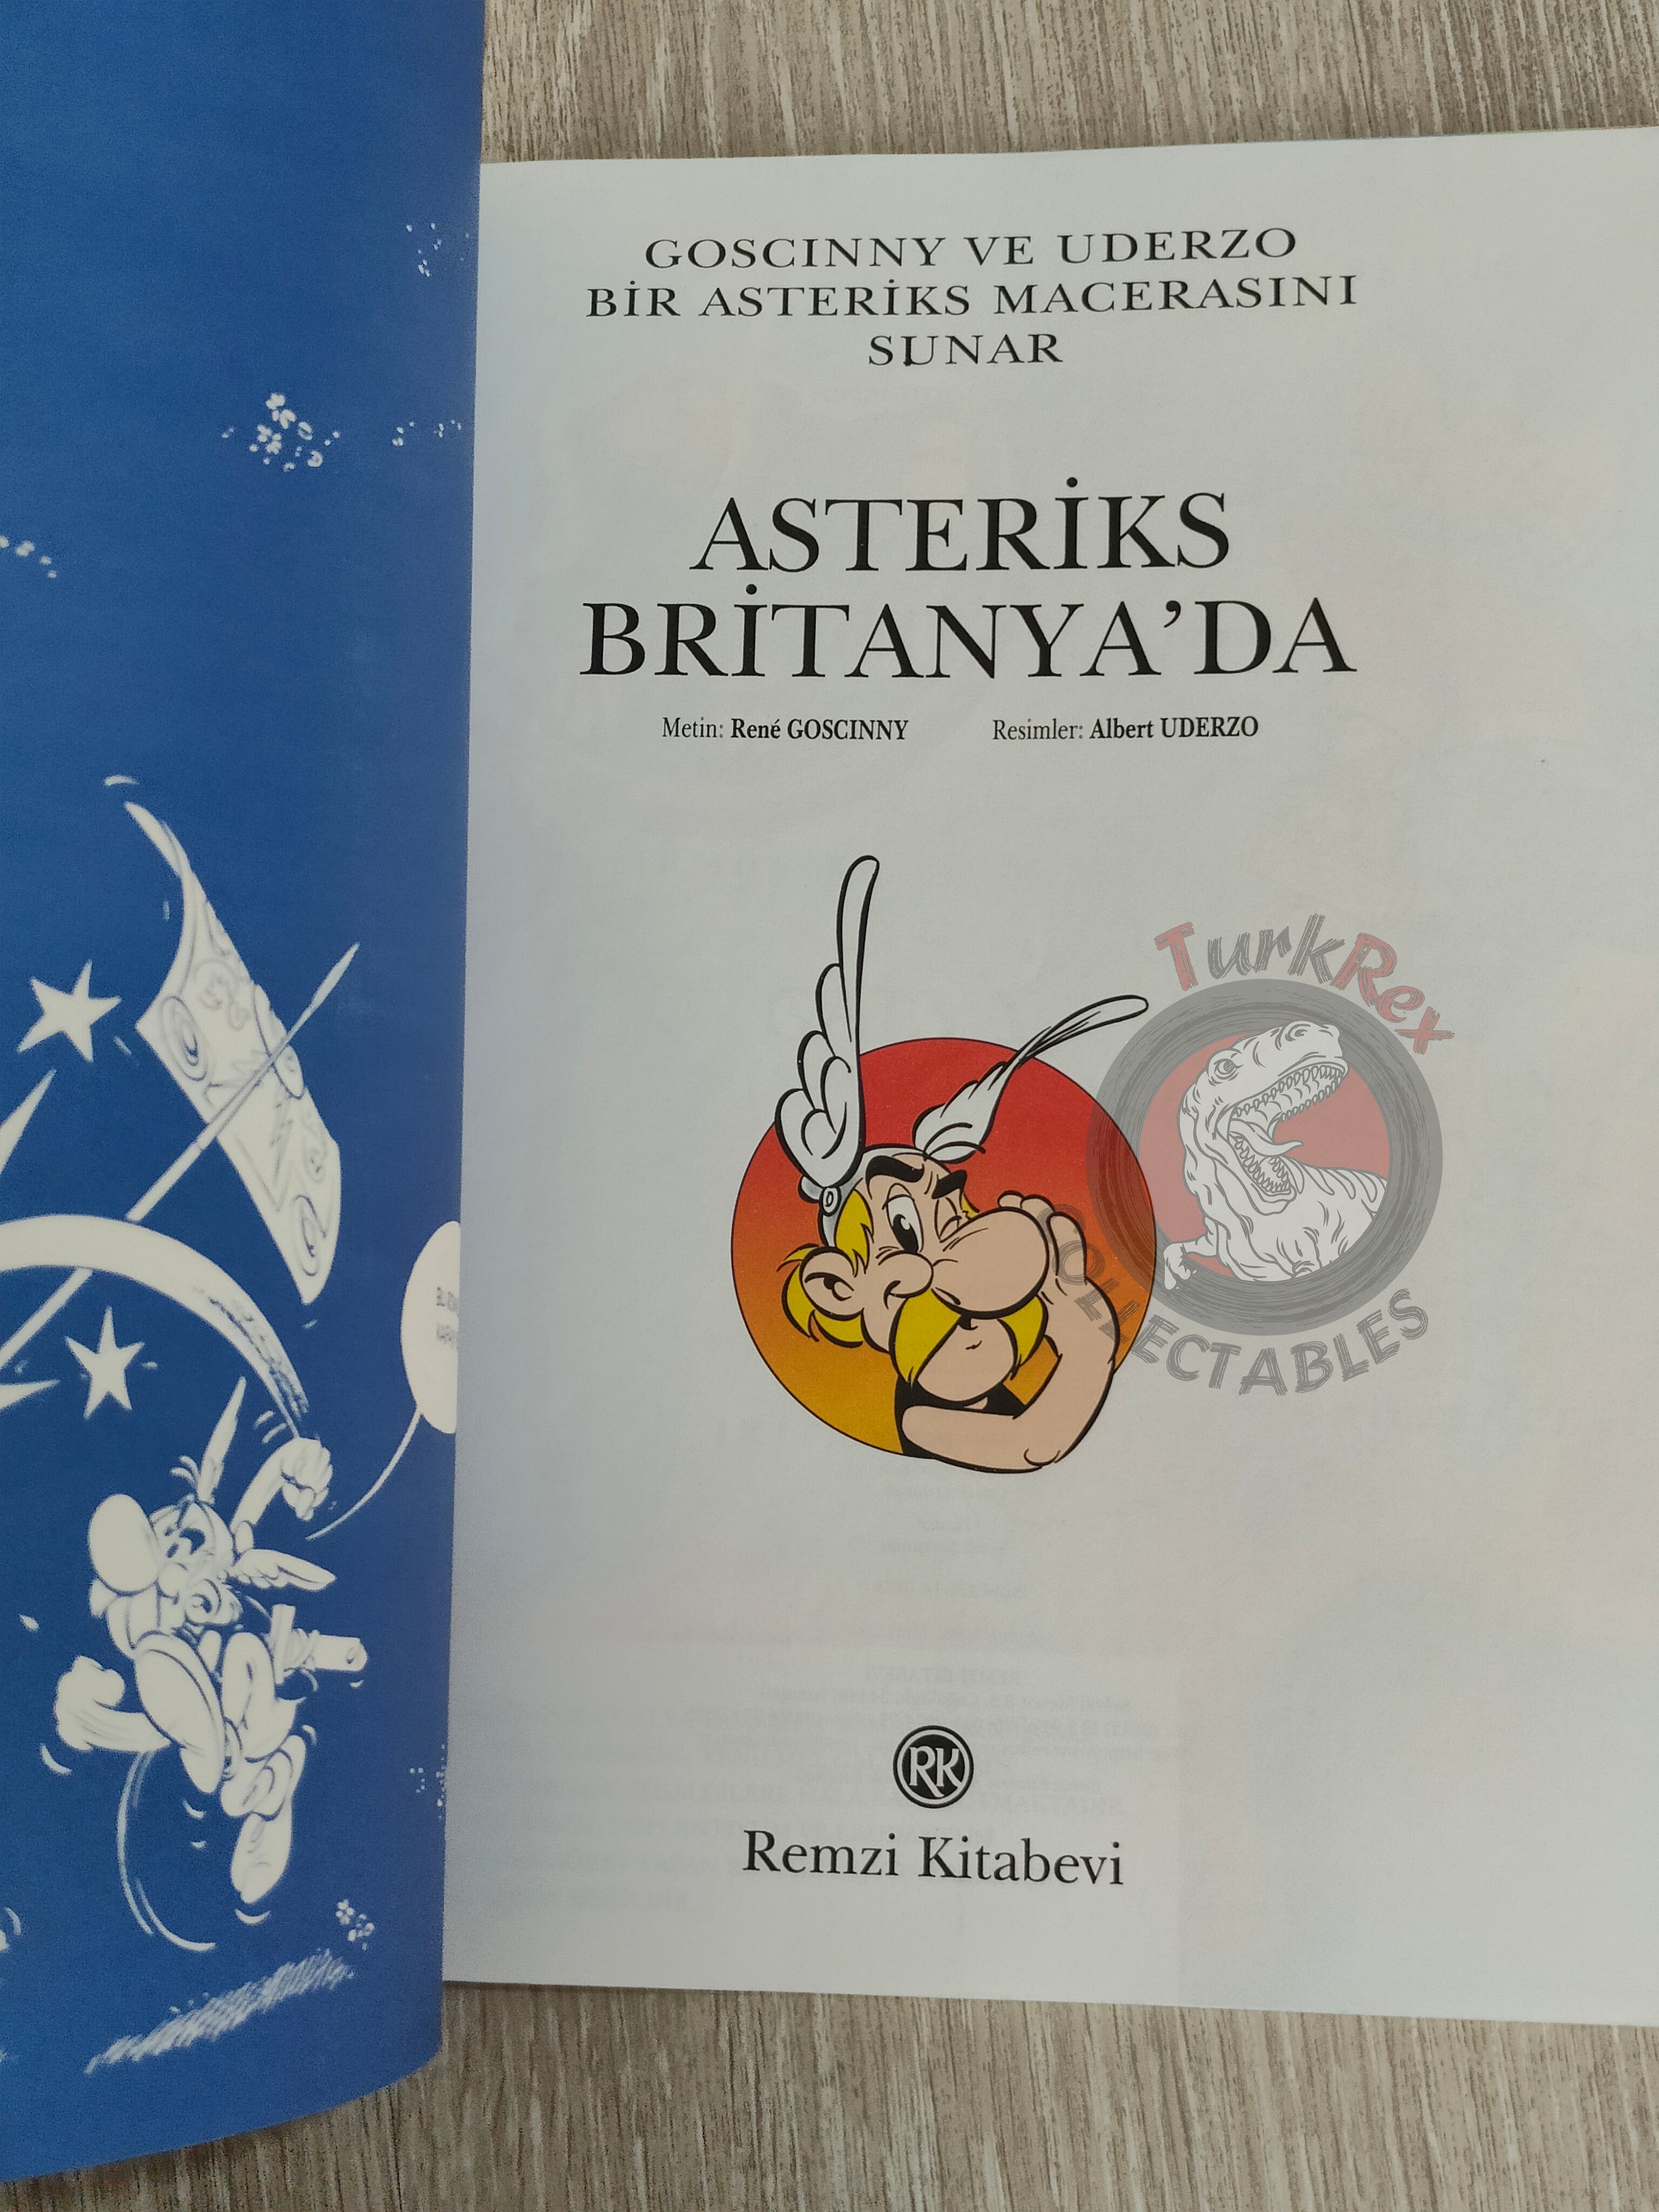 GOSCINNY VE UDERZO
BİR ASTERİKS MACERASINI
SUNAR
ASTERİKS
BRİTANYA'DA
Metin: René GOSCINNY Resimler: Albert UDERZO
TurkRex
COLLECTABLES
RK
Remzi Kitabevi